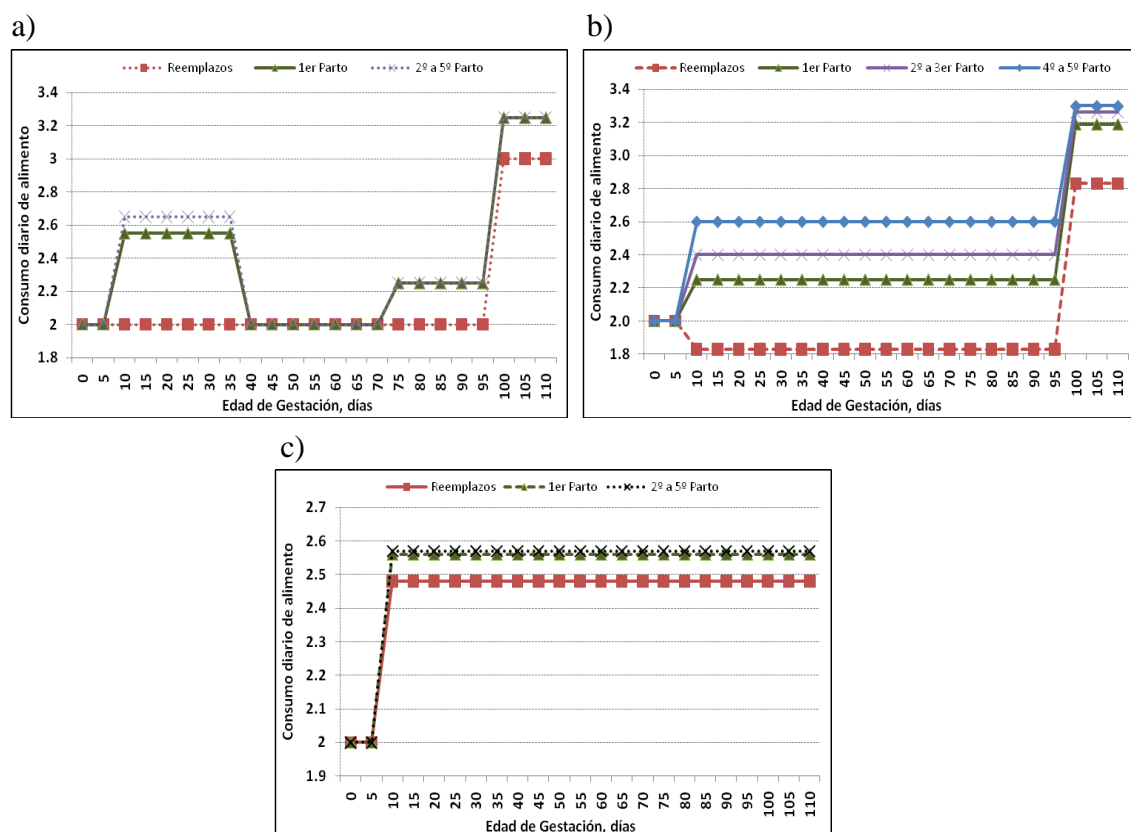 a)
Reemplazos 1er Parto 2º a 5º Parto
Consumo diario de alimento
3.4
3.2
3
2.8
2.6
2.4
2.2
2
1.8
0 5 10 15 20 25 30 35 40 45 50 55 60 65 70 75 80 85 90 95 100 105 110
Edad de Gestación, días
b)
Reemplazos 1er Parto 2º a 3er Parto 4º a 5º Parto
Consumo diario de alimento
3.4
3.2
3.0
2.8
2.6
2.4
2.2
2.0
1.8
0 5 10 15 20 25 30 35 40 45 50 55 60 65 70 75 80 85 90 95 100 105 110
Edad de Gestación, días
c)
Reemplazos 1er Parto 2º a 5º Parto
Consumo diario de alimento
2.7
2.6
2.5
2.4
2.3
2.2
2.1
2
1.9
0 5 10 15 20 25 30 35 40 45 50 55 60 65 70 75 80 85 90 95 100 105 110
Edad de Gestación, días